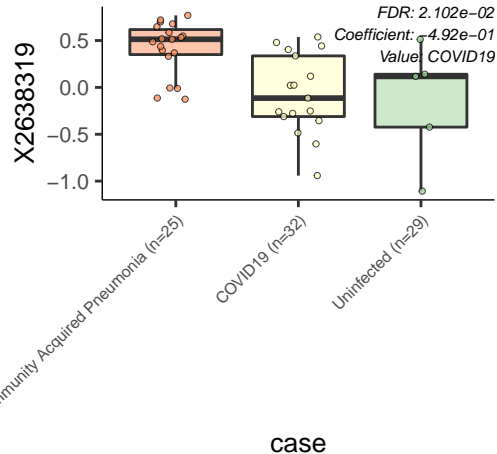 FDR: 2.102e−02
Coefficient: −4.92e−01
Value: COVID19
X2638319
0.5
0.0
−0.5
−1.0
Acquired Pneumonia (n=25)
COVID19 (n=32)
Uninfected (n=29)
case